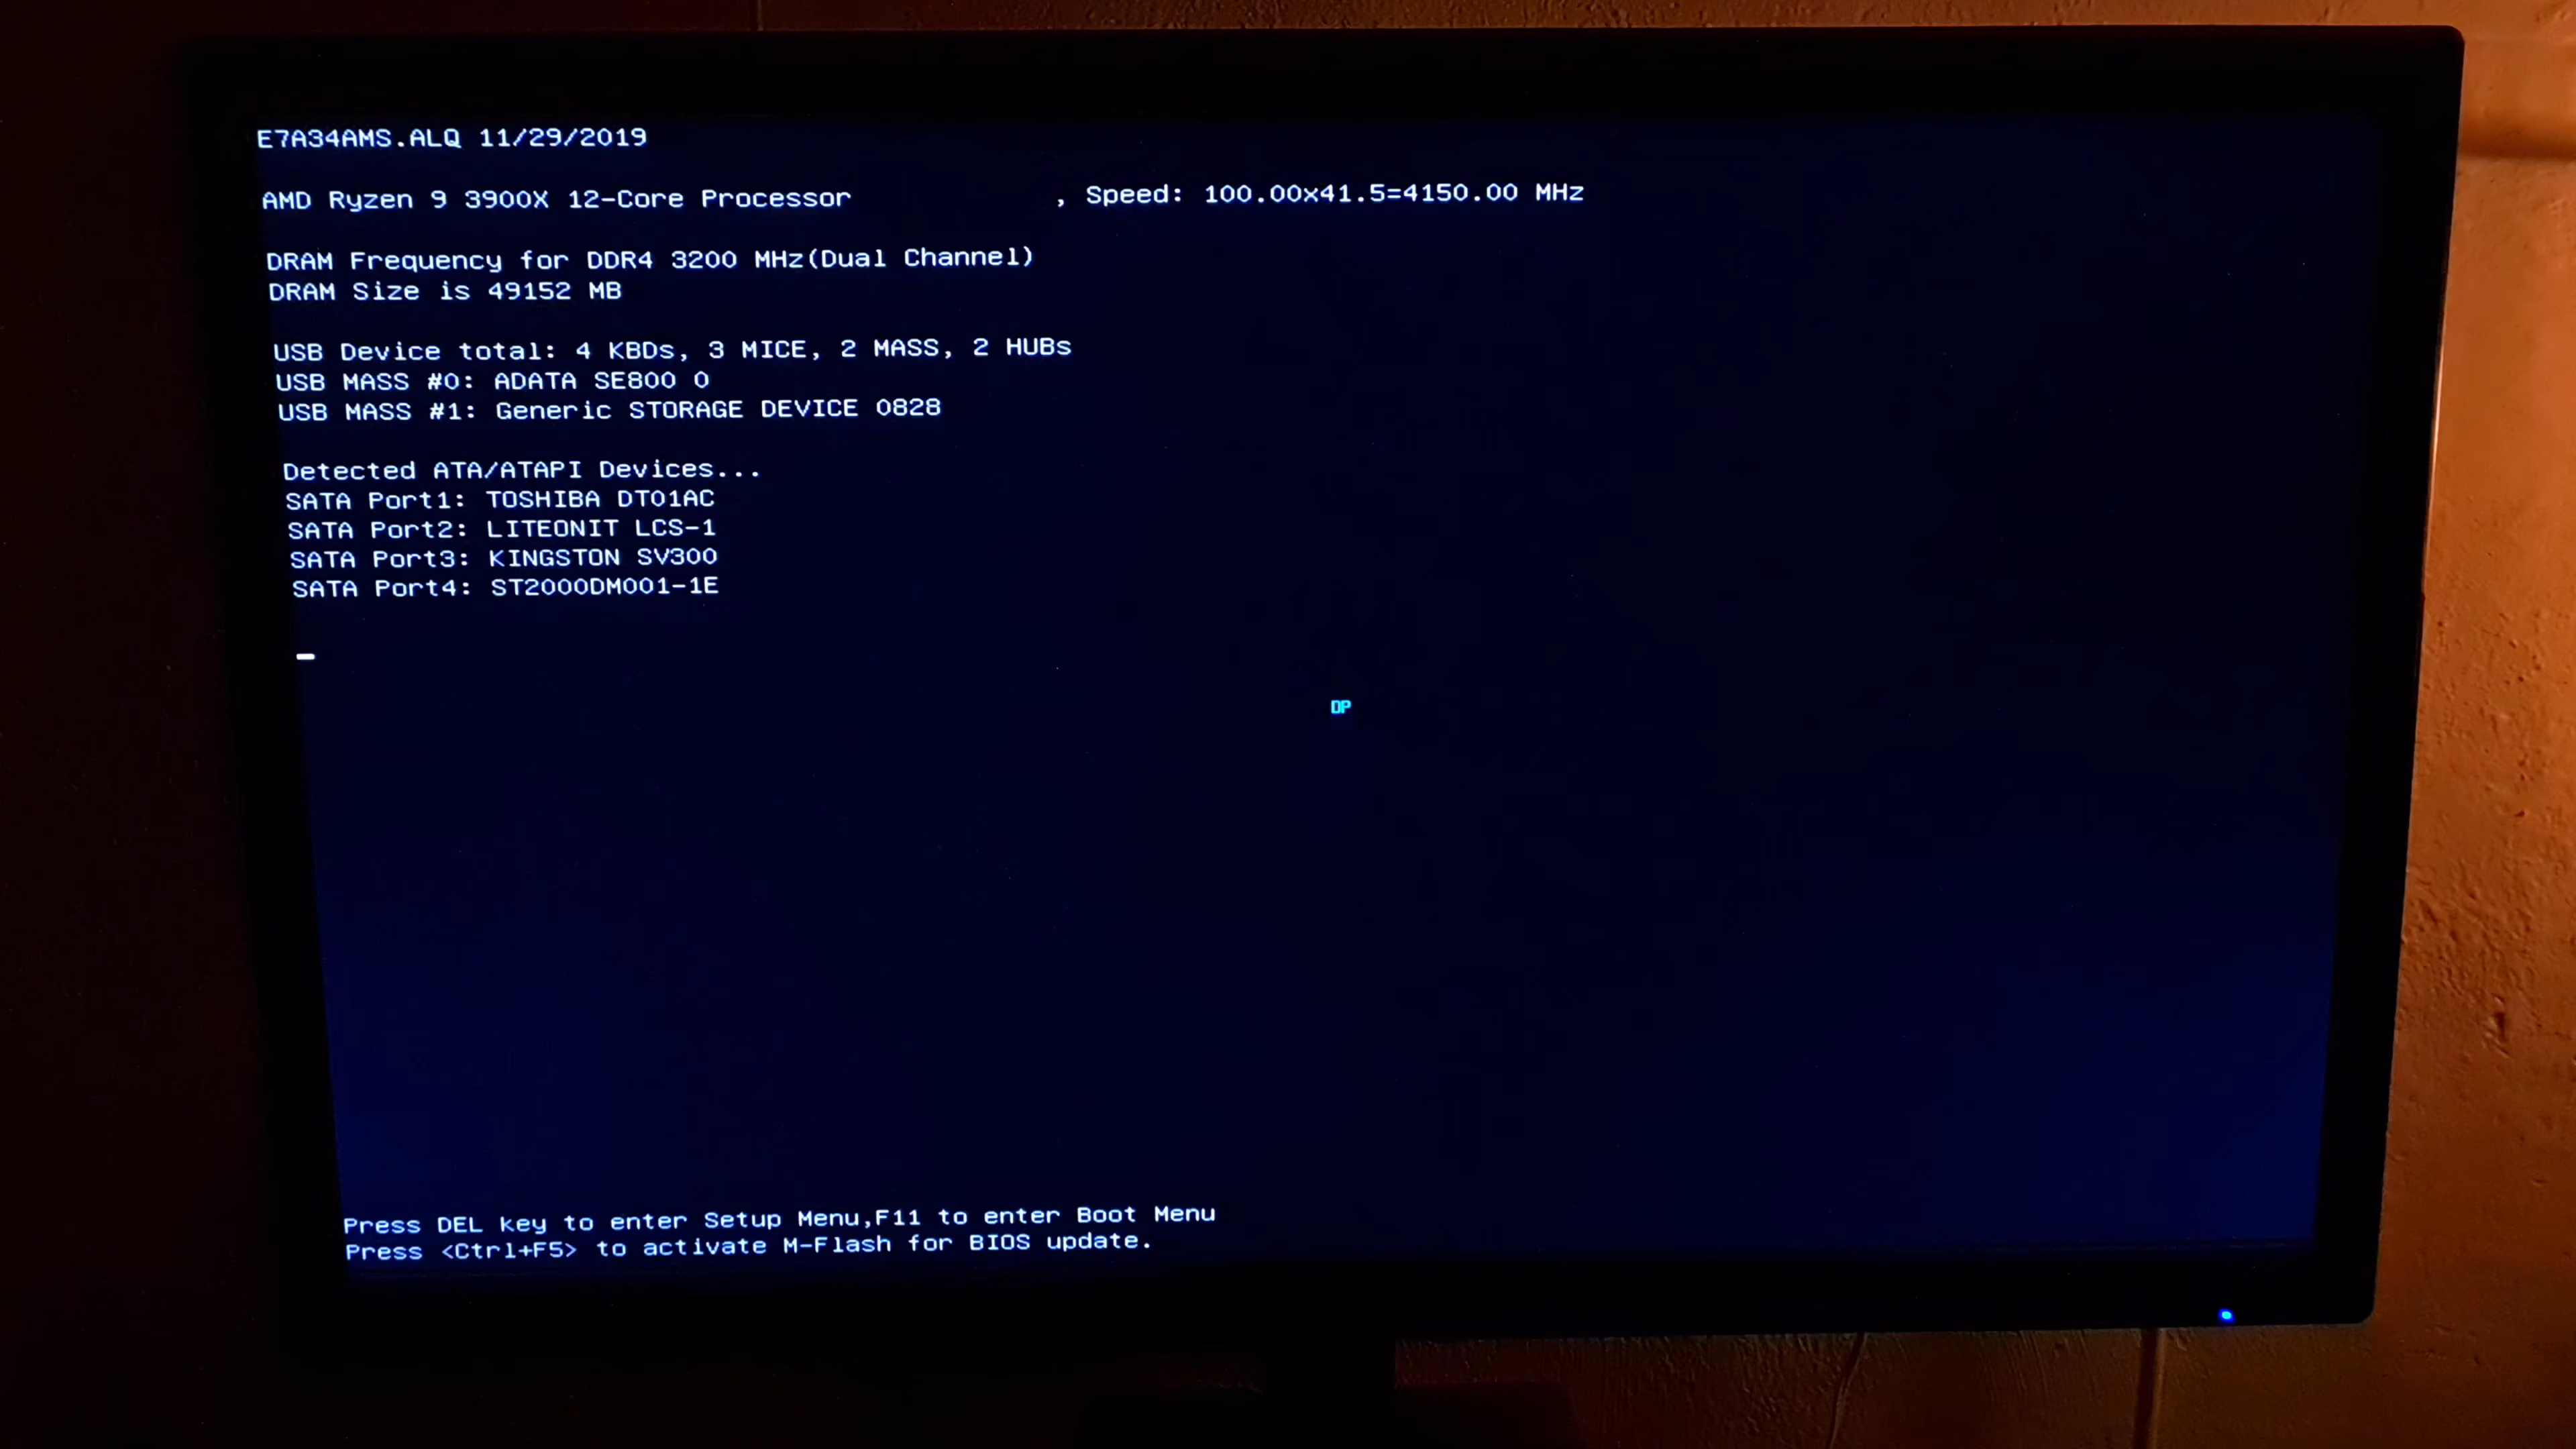 E7A34AMS.ALQ 11/29/2019
AMD Ryzen 9 3900X 12-Core Processor , Speed: 100.00x41.5=4150.00 MHz
DRAM Frequency for DDR4 3200 MHz(Dual Channel)
DRAM Size is 49152 MB
USB Device total: 4 KBDs, 3 MICE, 2 MASS, 2 HUBs
USB MASS #0: ADATA SE800 0
USB MASS #1: Generic STORAGE DEVICE 0828
Detected ATA/ATAPI Devices...
SATA Port1: TOSHIBA DT01AC
SATA Port2: LITEONIT LCS-1
SATA Port3: KINGSTON SV300
SATA Port4: ST2000DM001-1E
DP
Press DEL key to enter Setup Menu,F11 to enter Boot Menu
Press <Ctrl+F5> to activate M-Flash for BIOS update.